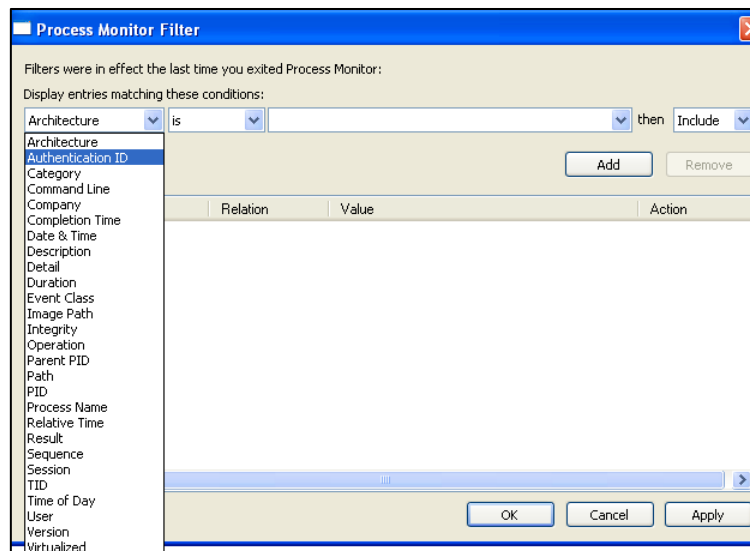 Process Monitor Filter
Filters were in effect the last time you exited Process Monitor:
Display entries matching these conditions:
Architecture is then Include
Architecture
Authentication ID
Add Remove
Category
Command Line
Company
Relation Value Action
Completion Time
Date & Time
Description
Detail
Duration
Event Class
Image Path
Integrity
Operation
Parent PID
Path
PID
Process Name
Relative Time
Result
Sequence
Session
TID
Time of Day
User
OK Cancel Apply
Version
Virtualized